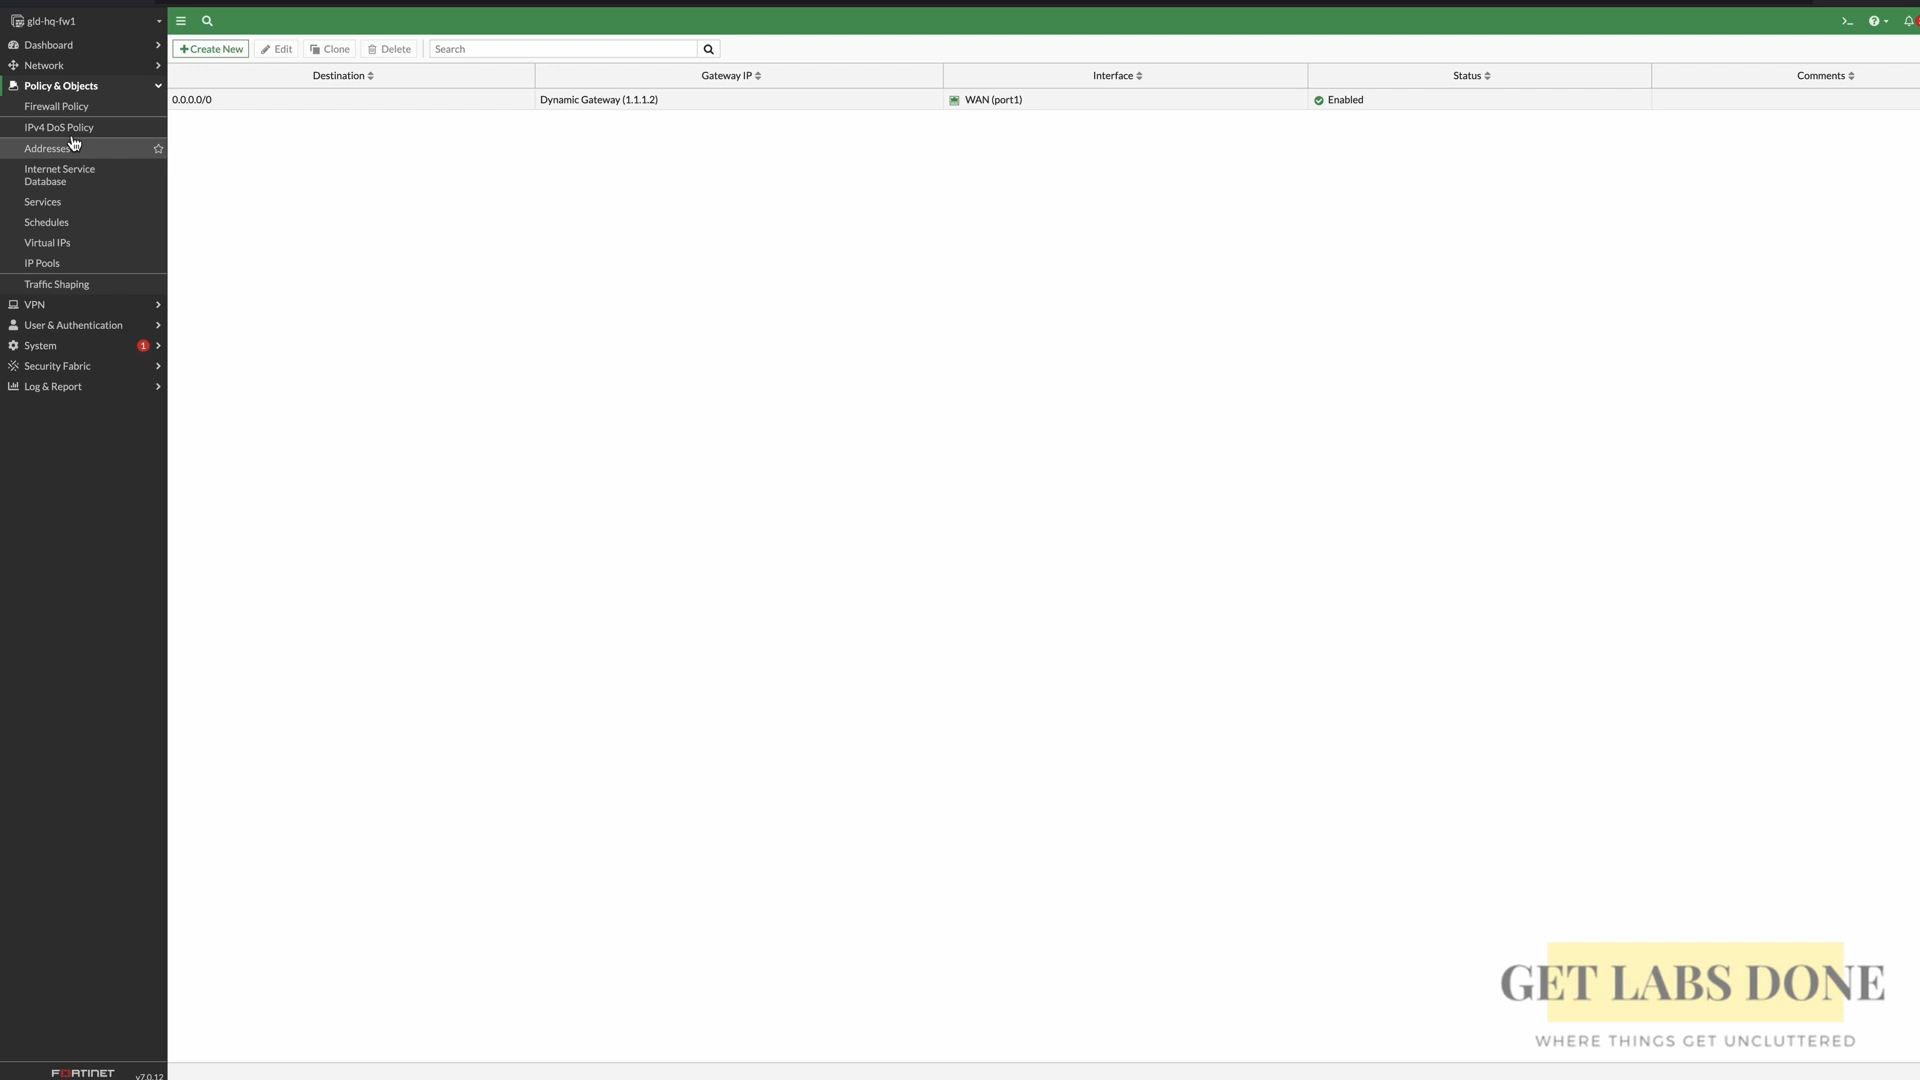 gld-hq-fw1
Dashboard
Network
Policy & Objects
Firewall Policy
IPv4 DoS Policy
Addresses
Internet Service
Database
Services
Schedules
Virtual IPs
IP Pools
Traffic Shaping
VPN
User & Authentication
System 1
Security Fabric
Log & Report
FORTINET v7.0.12
+Create New Edit Clone Delete Search
Destination Gateway IP Interface Status Comments
0.0.0.0/0 Dynamic Gateway (1.1.1.2) WAN (port1) Enabled
GET LABS DONE
WHERE THINGS GET UNCLUTTERED